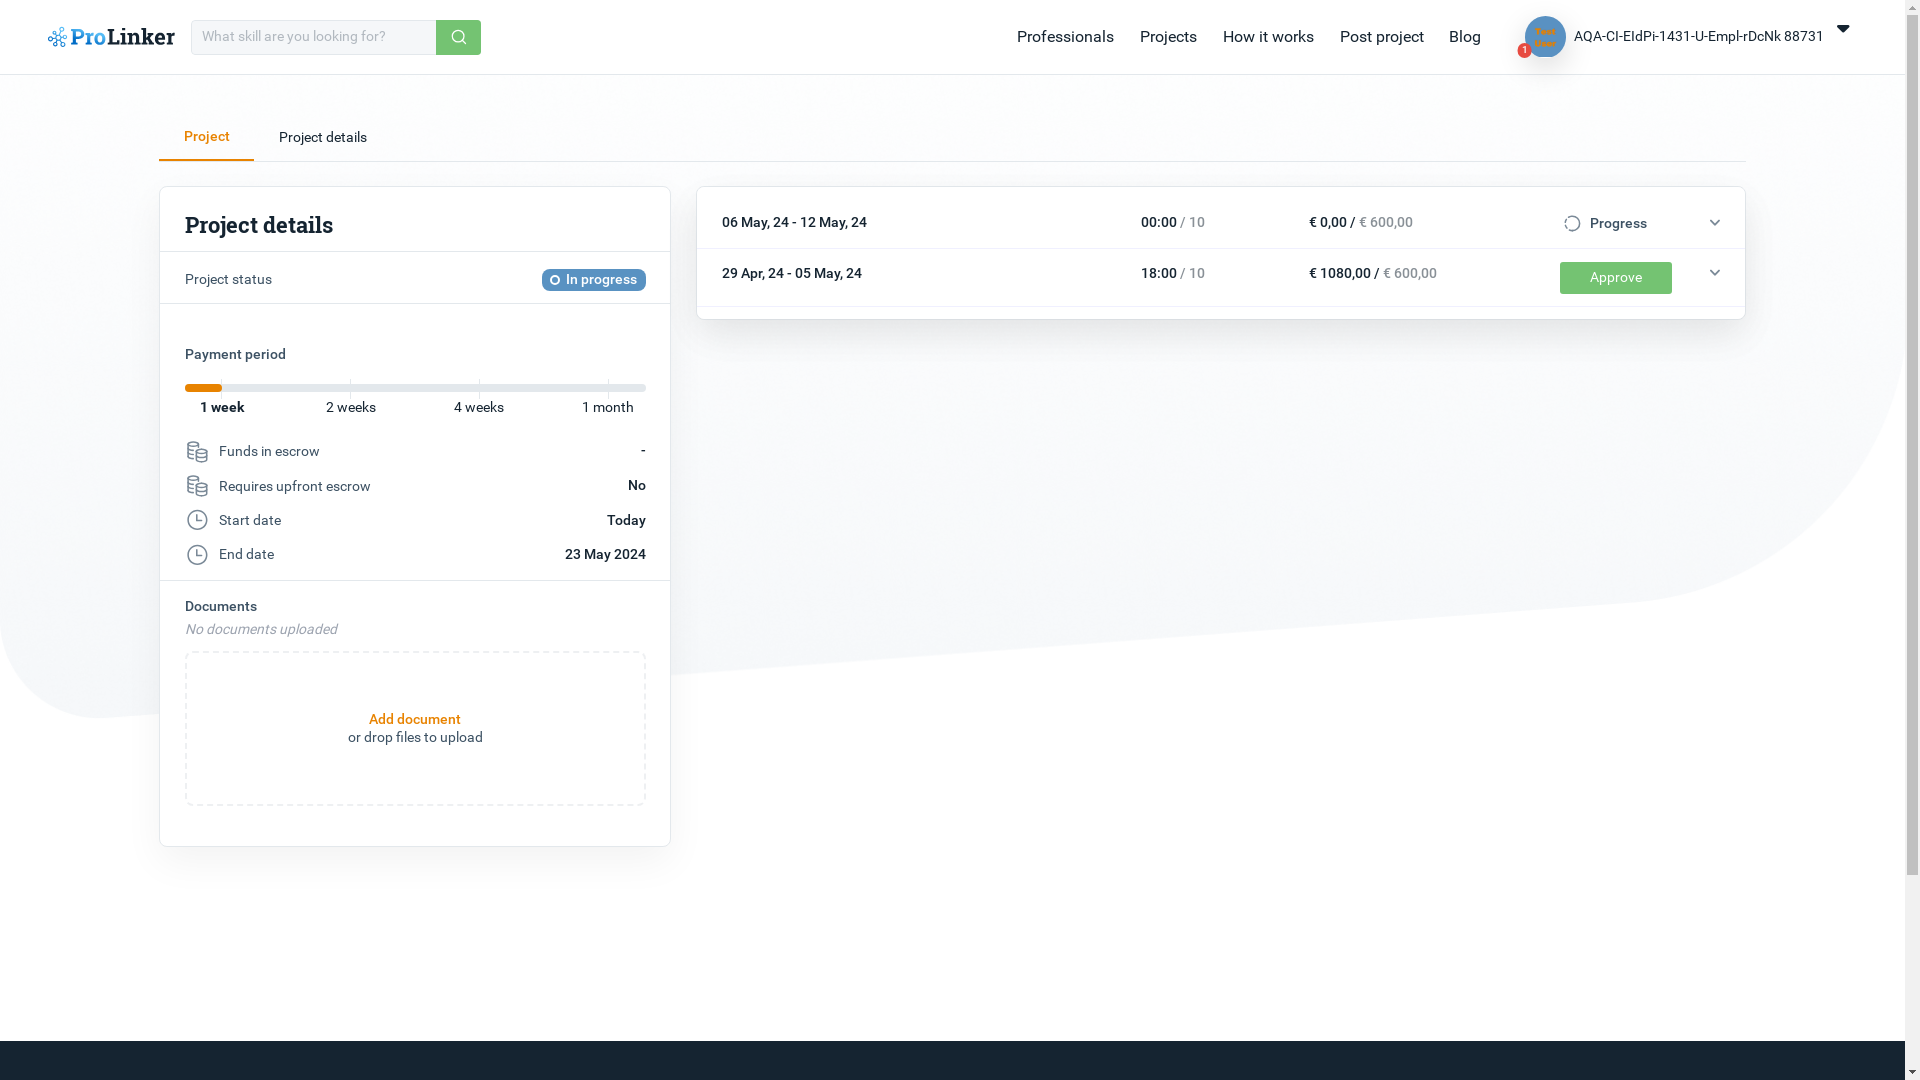 ProLinker
What skill are you looking for?
Professionals
Projects
How it works
Post project
Blog
Test
User
1
AQA-CI-EIdPi-1431-U-Empl-rDcNk 88731
Project
Project details
Project details
Project status
In progress
Payment period
1 week
2 weeks
4 weeks
1 month
Funds in escrow -
Requires upfront escrow No
Start date Today
End date 23 May 2024
Documents
No documents uploaded
Add document
or drop files to upload
06 May, 24 - 12 May, 24 00:00 / 10 € 0,00 / € 600,00 Progress
29 Apr, 24 - 05 May, 24 18:00 / 10 € 1080,00 / € 600,00 Approve